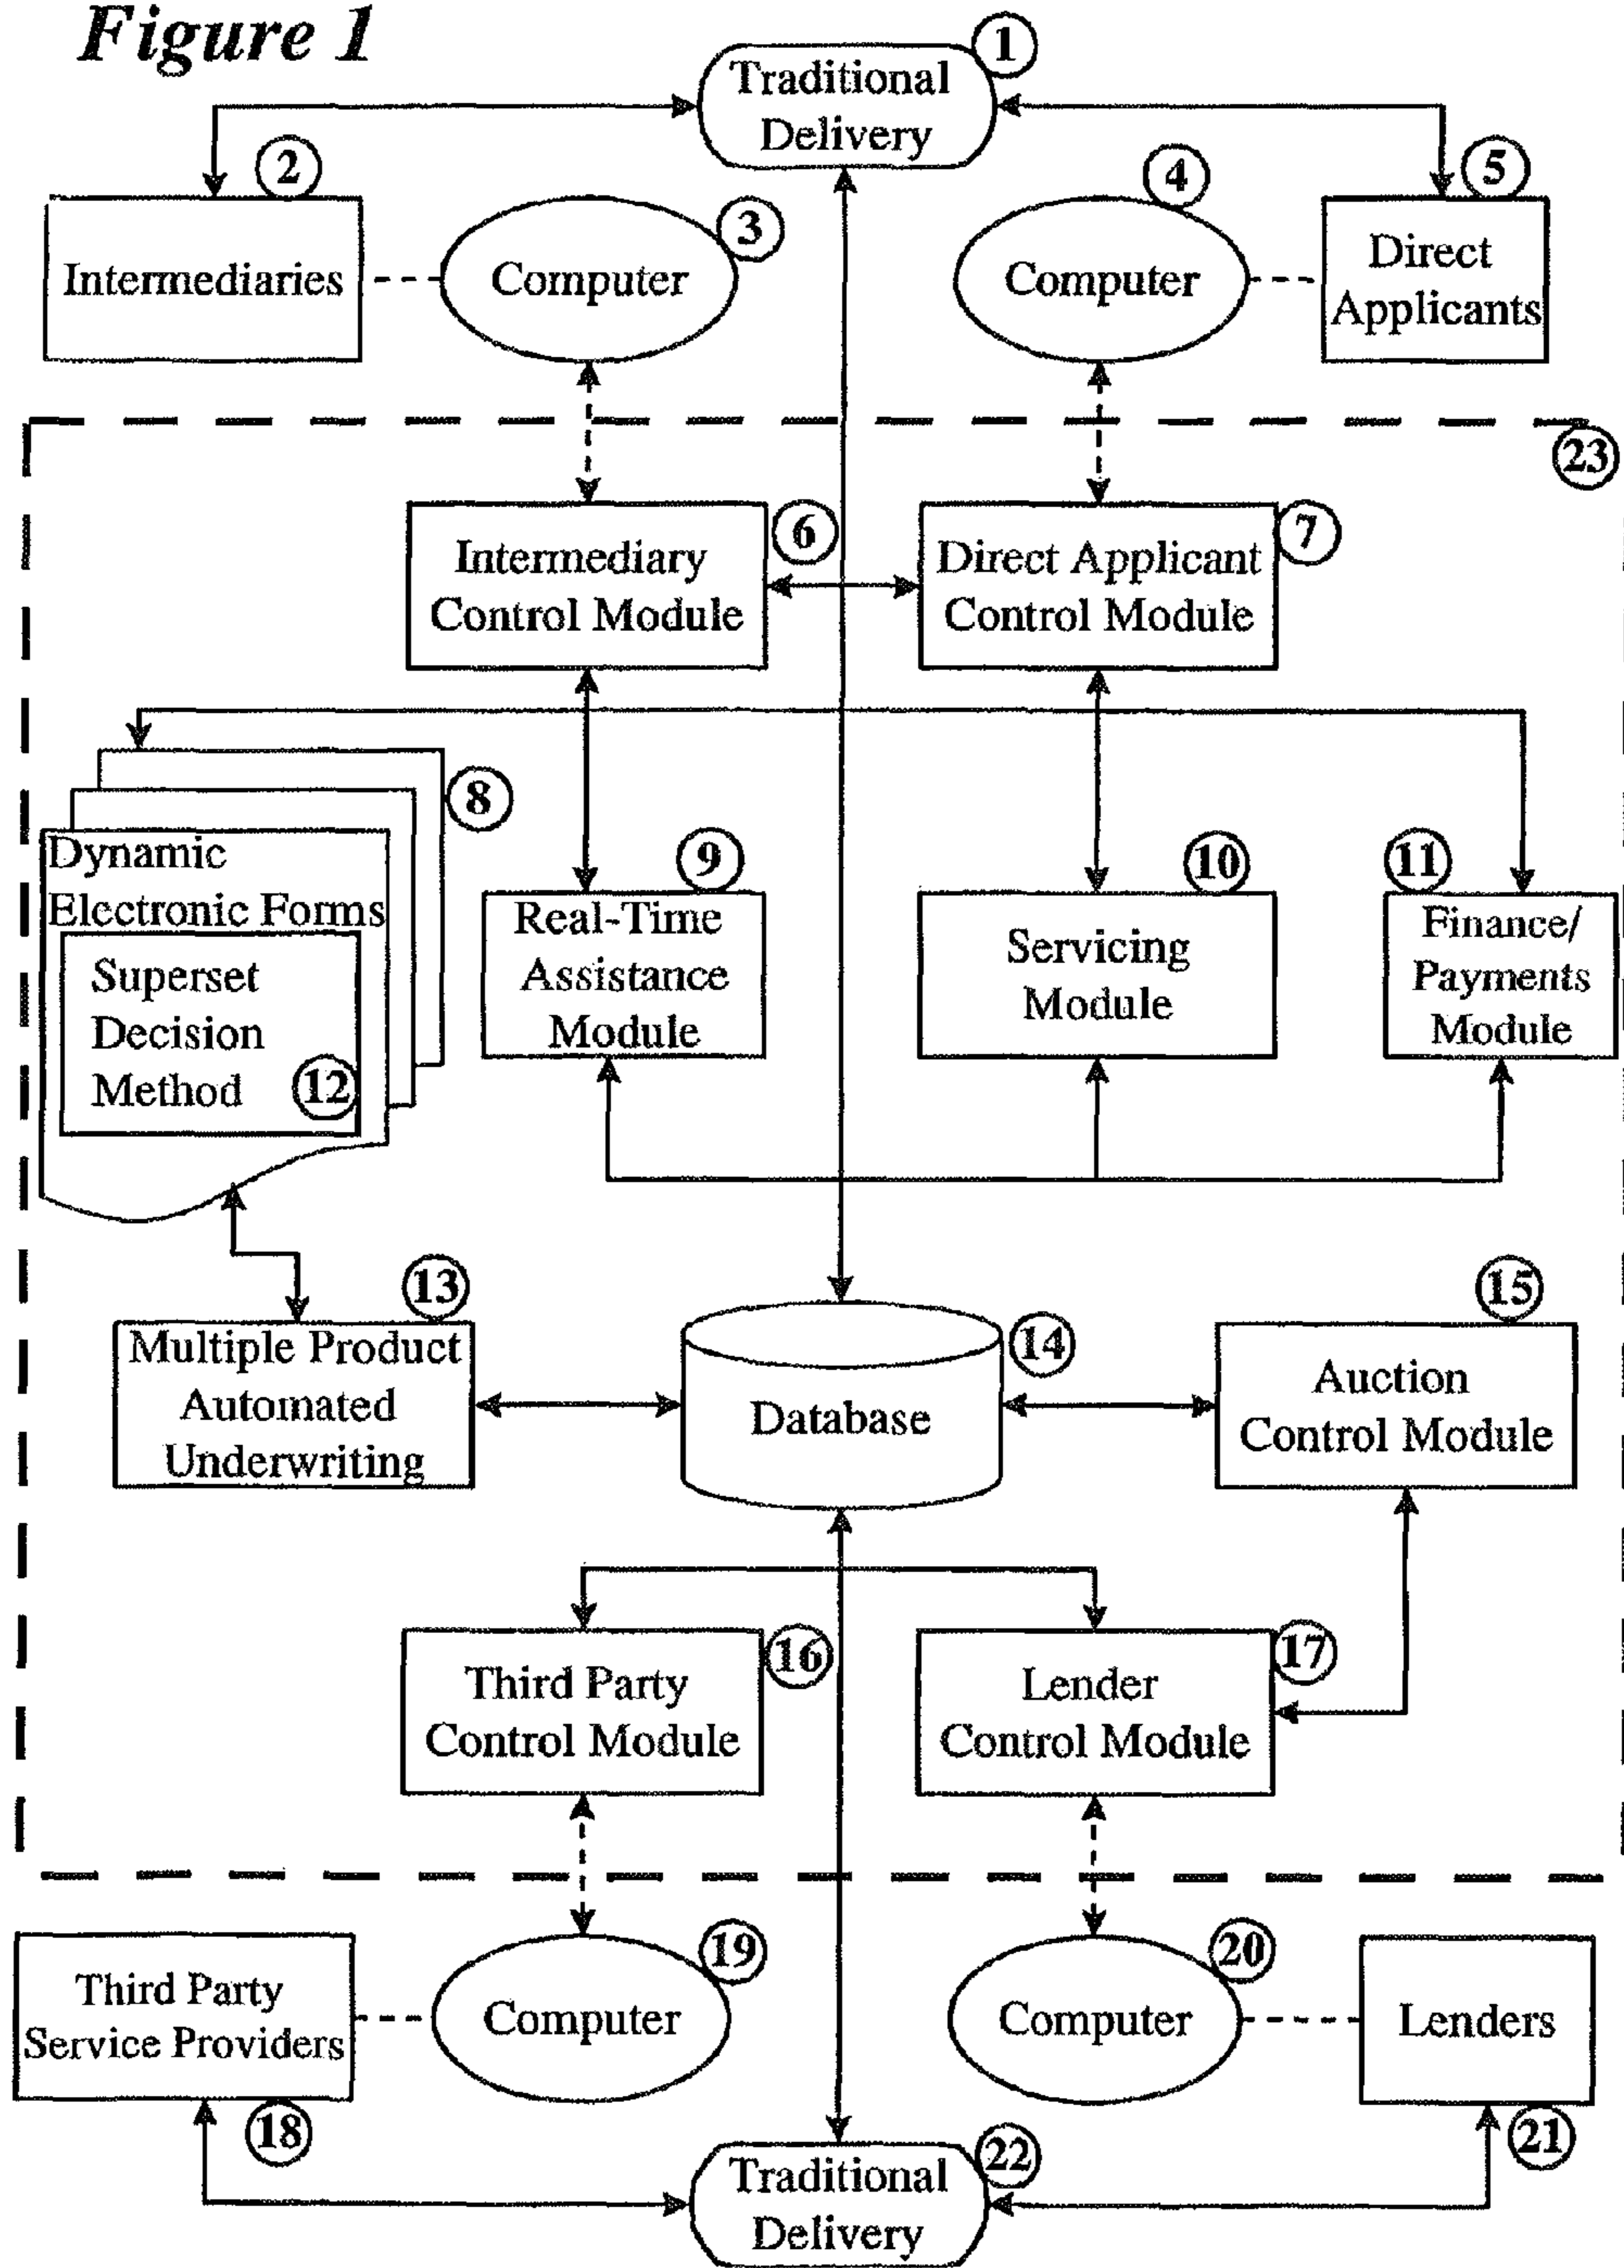 Figure 1
1
Traditional
Delivery
2
Intermediaries
3
Computer
4
Computer
5
Direct
Applicants
23
6
Intermediary
Control Module
7
Direct Applicant
Control Module
8
Dynamic
Electronic Forms
Superset
Decision
Method
12
9
Real-Time
Assistance
Module
10
Servicing
Module
11
Finance/
Payments
Module
13
Multiple Product
Automated
Underwriting
14
Database
15
Auction
Control Module
16
Third Party
Control Module
17
Lender
Control Module
Third Party
Service Providers
18
19
Computer
20
Computer
Lenders
21
22
Traditional
Delivery